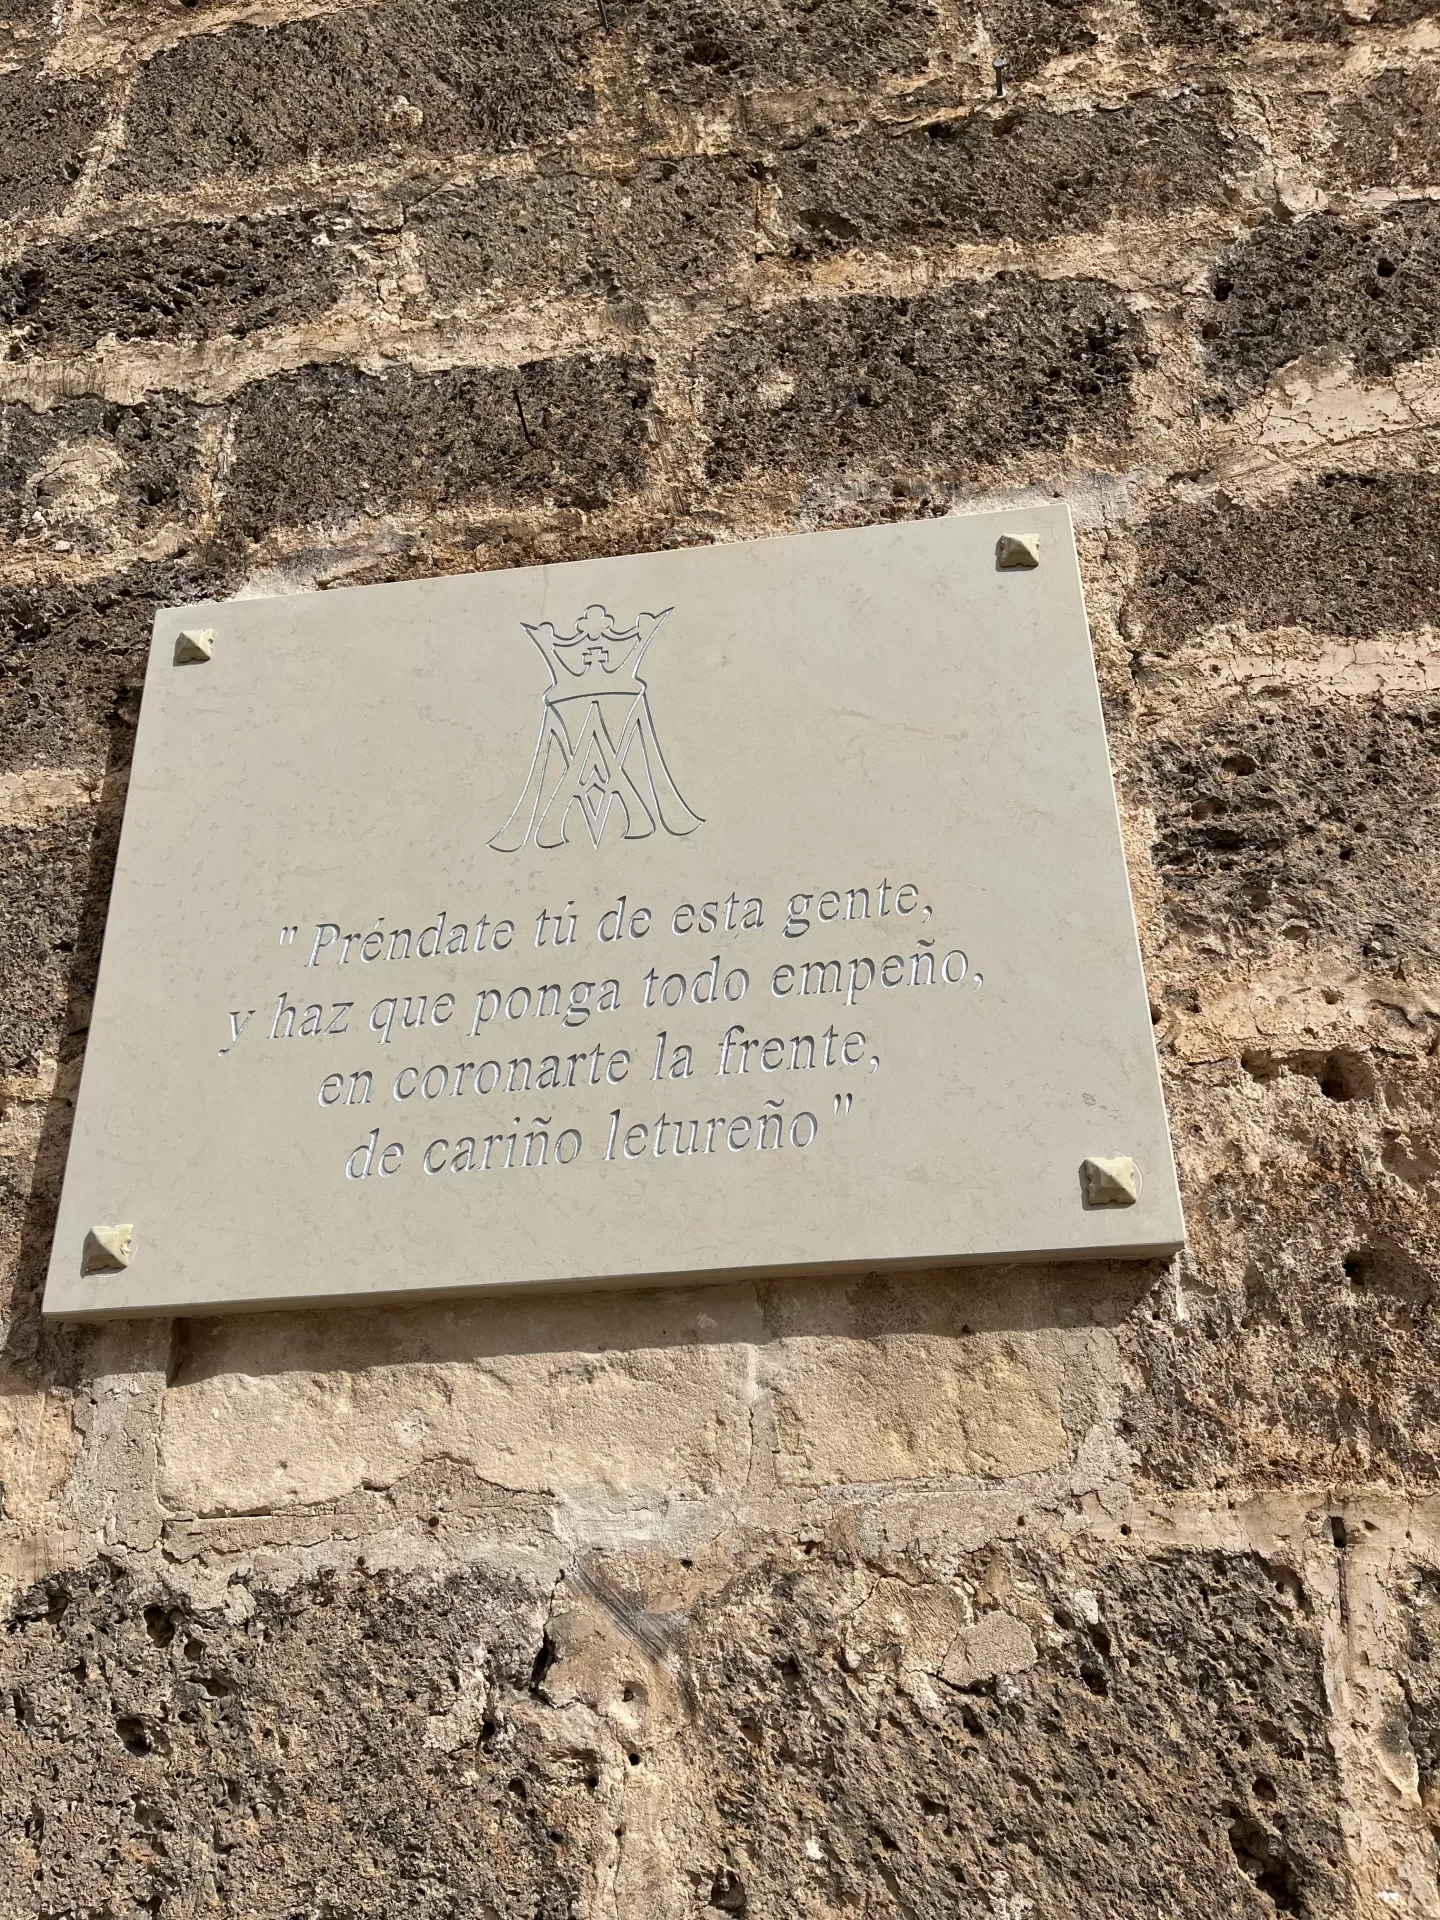 " Préndate tú de esta gente,
y haz que ponga todo empeño,
en coronarte la frente,
de cariño letureño "